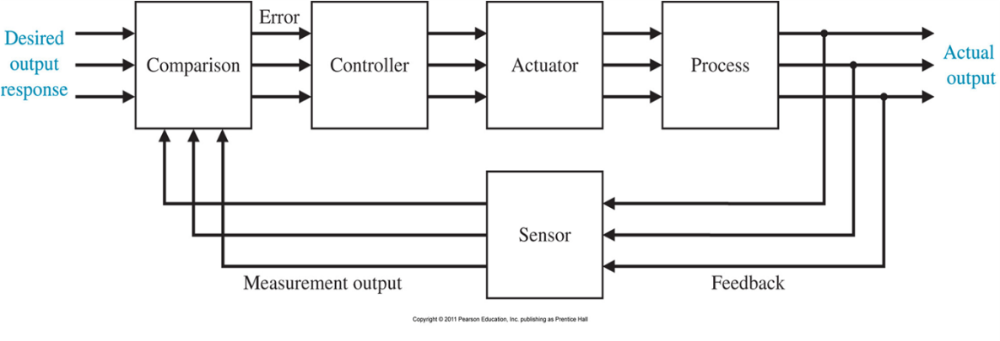 Error
Desired
output
response
Comparison
Controller
Actuator
Process
Actual
output
Sensor
Measurement output
Feedback
Copyright © 2011 Pearson Education, Inc. publishing as Prentice Hall